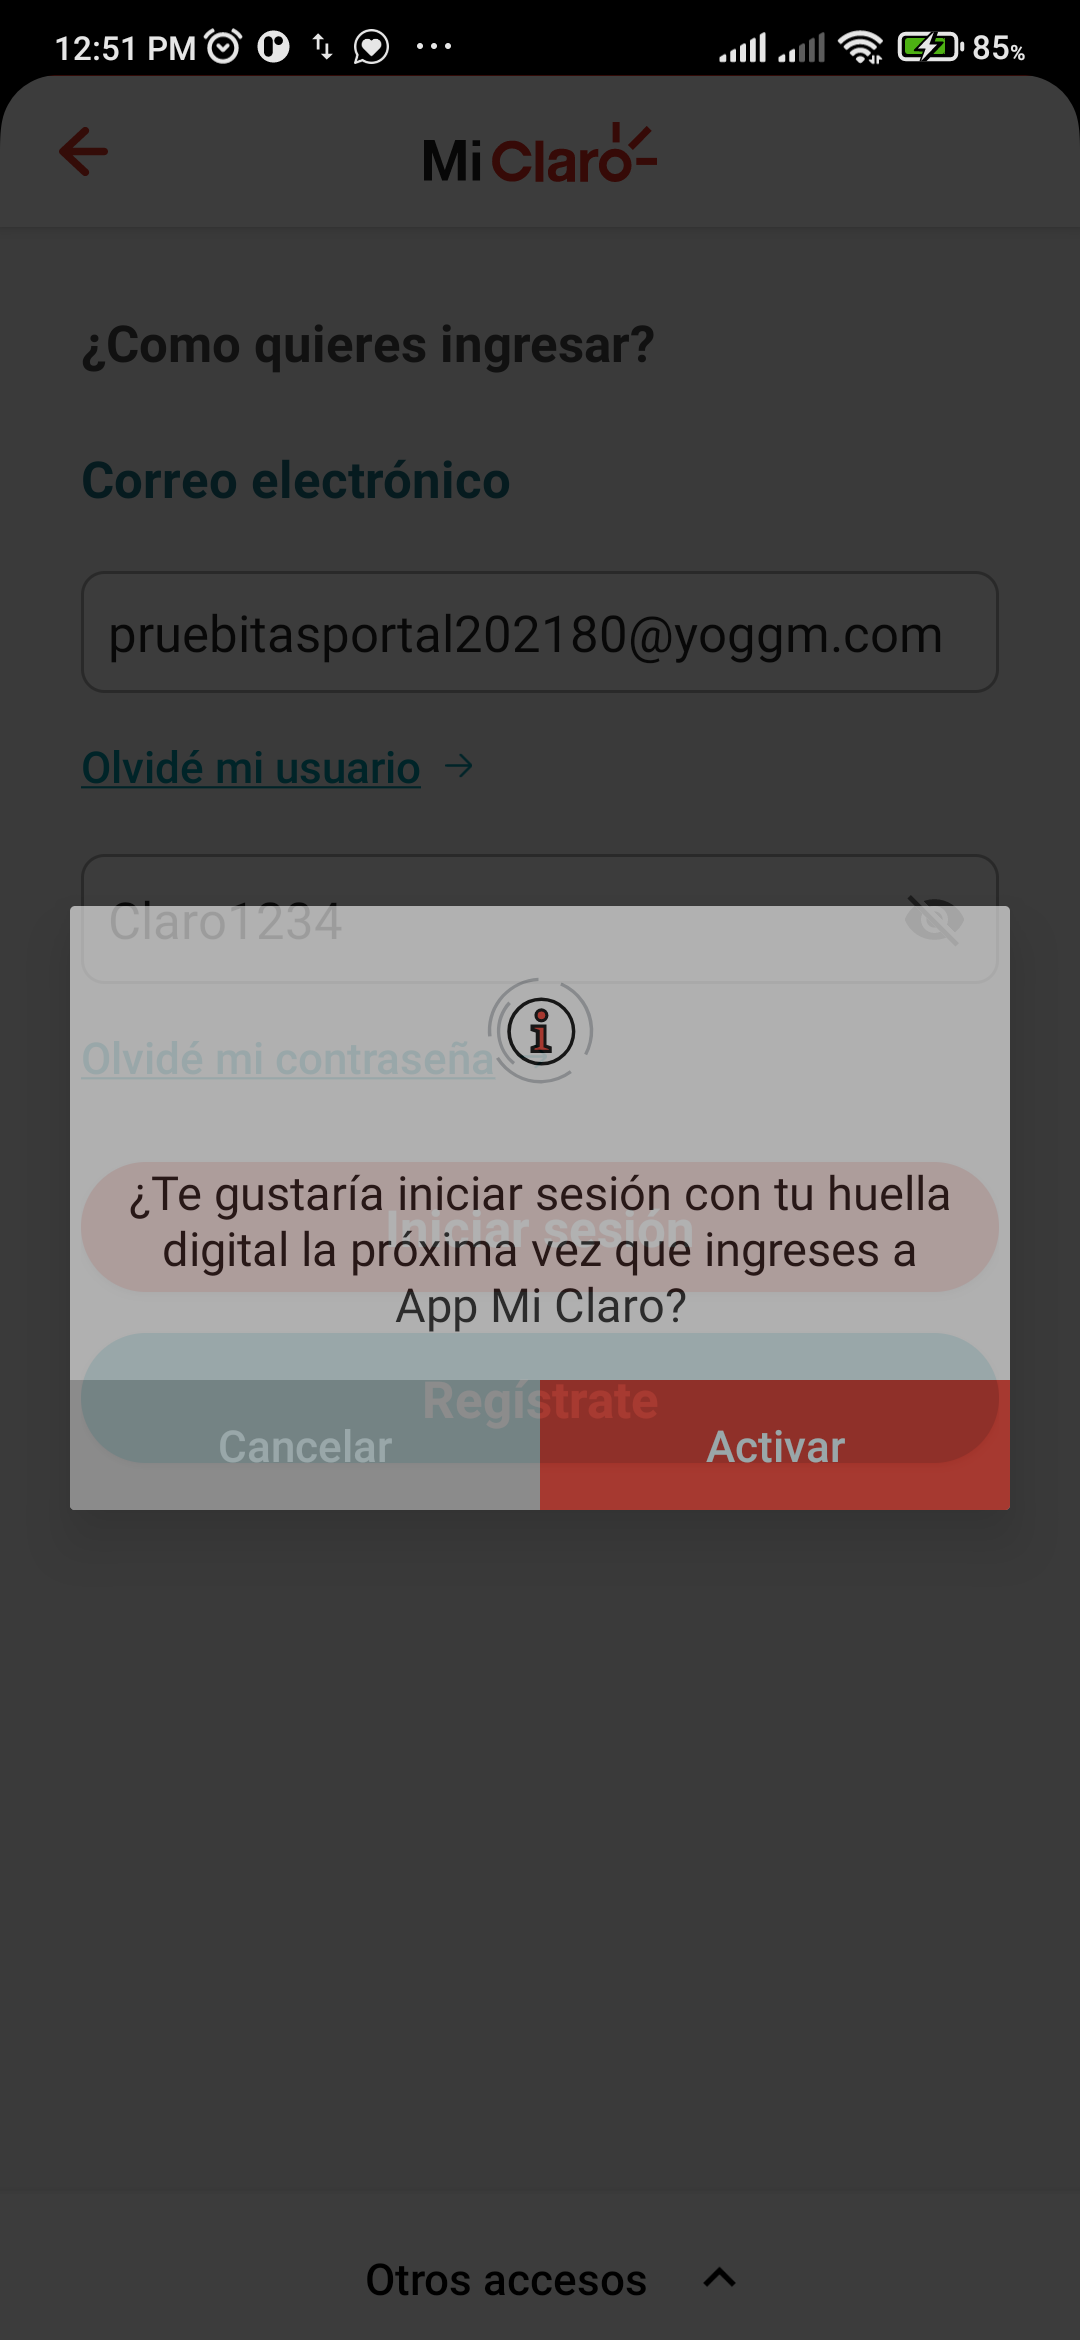 12:51 PM
85%
Mi Claro
¿Como quieres ingresar?
Correo electrónico
pruebitasportal202180@yoggm.com
Olvidé mi usuario
Claro1234
Olvidé mi contraseña
Iniciar sesión
¿Te gustaría iniciar sesión con tu huella
digital la próxima vez que ingreses a
App Mi Claro?
Regístrate
Cancelar
Activar
Otros accesos